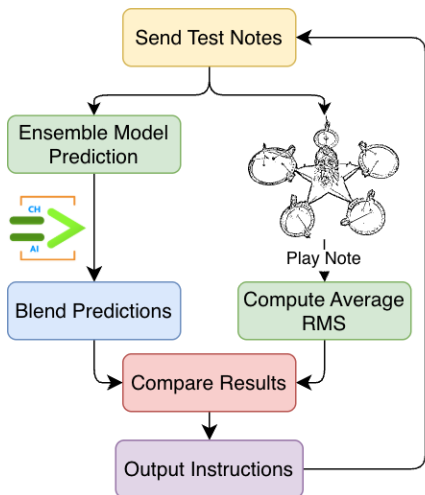 Send Test Notes
Ensemble Model
Prediction
CH
AI
Play Note
Blend Predictions
Compute Average
RMS
Compare Results
Output Instructions